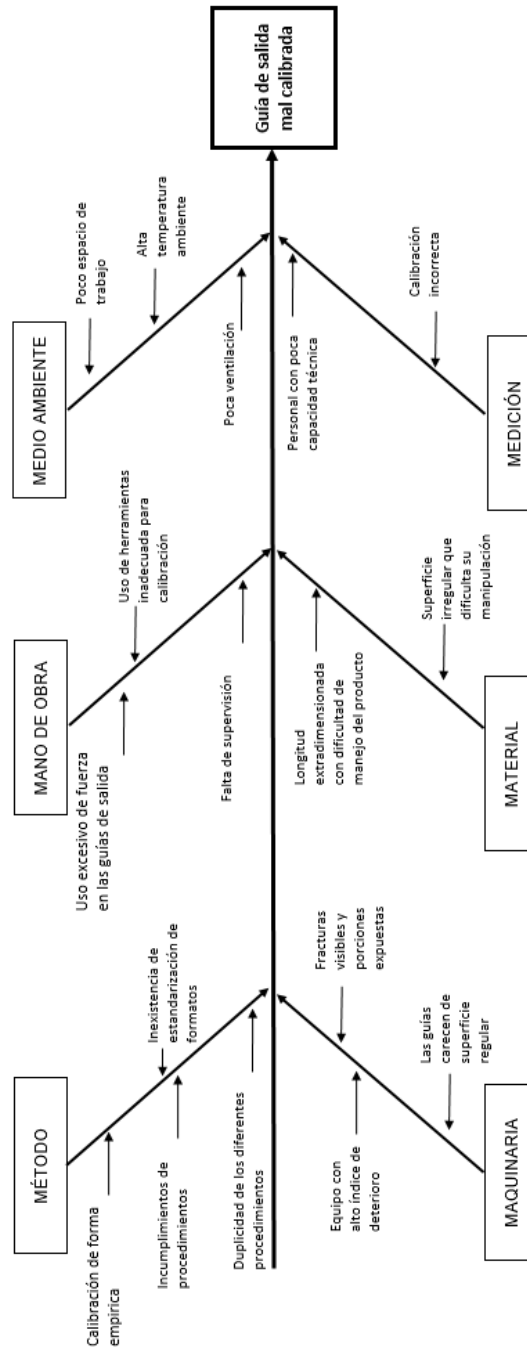 MÉTODO
Calibración de forma
empirica
Inexistencia de
estandarización de
formatos
Incumplimientos de
procedimientos
Duplicidad de los diferentes
procedimientos
MANO DE OBRA
Uso excesivo de fuerza
en las guías de salida
Uso de herramientas
inadecuada para
calibración
Falta de supervisión
MEDIO AMBIENTE
Poco espacio de
trabajo
Alta
temperatura
ambiente
Poca ventilación
Guía de salida
mal calibrada
MAQUINARIA
Fracturas
visibles y
porciones
expuestas
Equipo con
alto índice de
deterioro
Las guías
carecen de
superficie
regular
MATERIAL
Longitud
extradimensionada
con dificultad de
manejo del producto
Superficie
irregular que
dificulta su
manipulación
MEDICIÓN
Personal con poca
capacidad técnica
Calibración
incorrecta